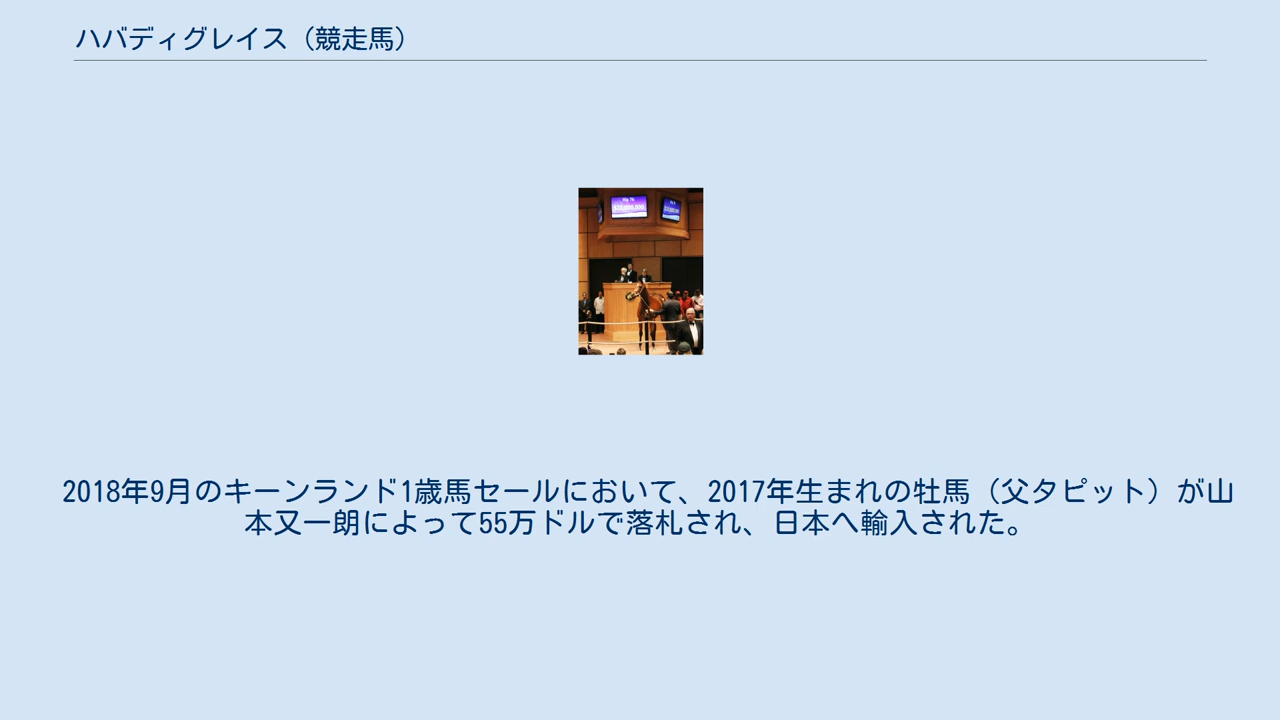 ハバディグレイス（競走馬）
2018年9月のキーンランド1歳馬セールにおいて、2017年生まれの牡馬（父タピット）が山
本又一朗によって55万ドルで落札され、日本へ輸入された。